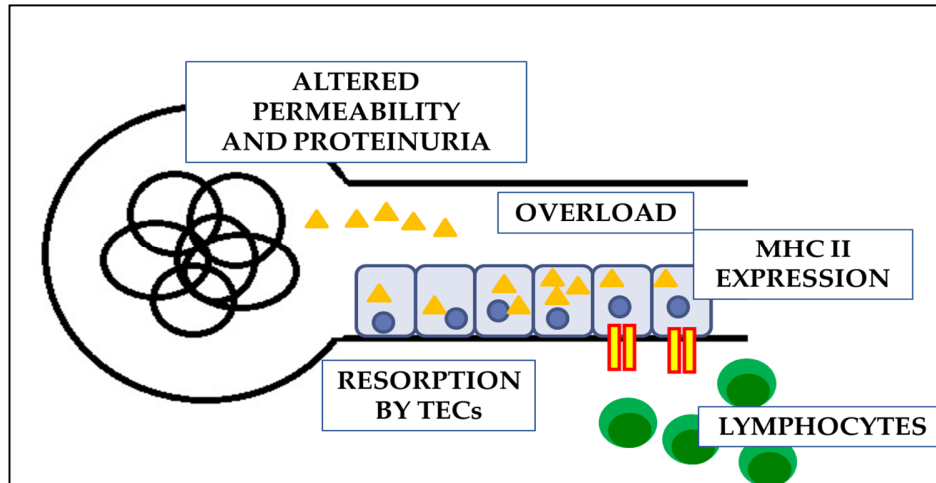 ALTERED
PERMEABILITY
AND PROTEINURIA
OVERLOAD
MHC II
EXPRESSION
RESORPTION
BY TECs
LYMPHOCYTES